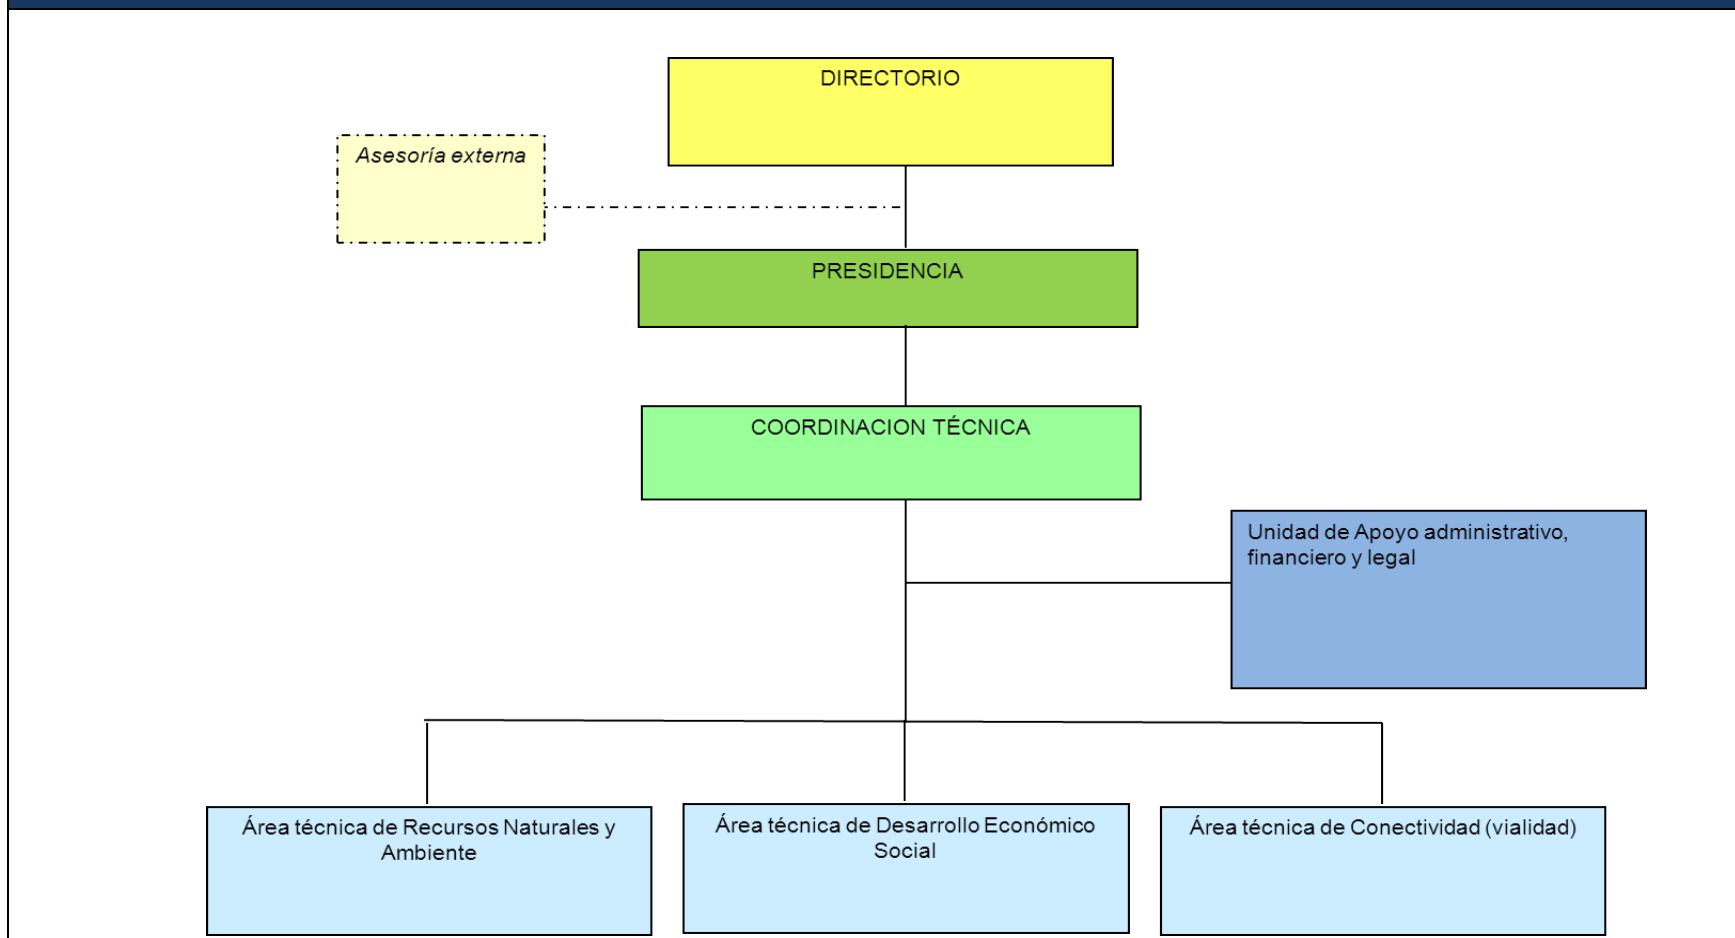 DIRECTORIO
Asesoría externa
PRESIDENCIA
COORDINACION TÉCNICA
Unidad de Apoyo administrativo,
financiero y legal
Área técnica de Recursos Naturales y
Ambiente
Área técnica de Desarrollo Económico
Social
Área técnica de Conectividad (vialidad)